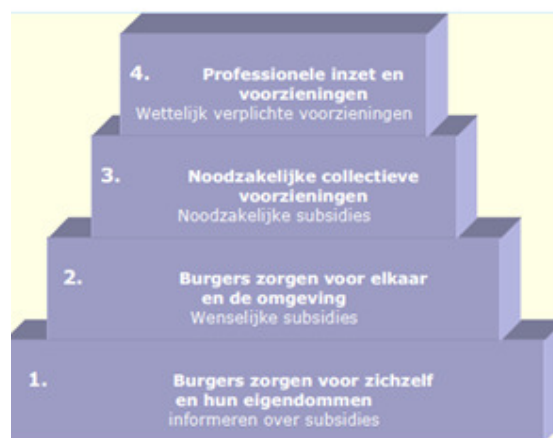 4. Professionele inzet en
voorzieningen
Wettelijk verplichte voorzieningen
3. Noodzakelijke collectieve
voorzieningen
Noodzakelijke subsidies
2. Burgers zorgen voor elkaar
en de omgeving
Wenselijke subsidies
1. Burgers zorgen voor zichzelf
en hun eigendommen
informeren over subsidies